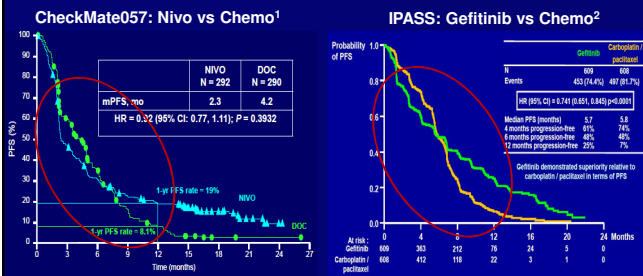 CheckMate057: Nivo vs Chemo1
PFS (%)
100
90
80
70
60
50
40
30
20
10
0
NIVO
N = 292
DOC
N = 290
mPFS, mo
2.3
4.2
HR = 0.92 (95% CI: 0.77, 1.11); P = 0.3932
1-yr PFS rate = 19%
NIVO
1-yr PFS rate = 8.1%
DOC
0 3 6 9 12 15 18 21 24 27
Time (months)
IPASS: Gefitinib vs Chemo2
Probability
of PFS
1.0
0.8
0.6
0.4
0.2
0.0
Gefitinib
Carboplatin /
paclitaxel
N 609 608
Events 453 (74.4%) 497 (81.7%)
HR (95% CI) = 0.741 (0.651, 0.845) p<0.0001
Median PFS (months) 5.7 5.8
4 months progression-free 61% 74%
6 months progression-free 48% 48%
12 months progression-free 25% 7%
Gefitinib demonstrated superiority relative to
carboplatin / paclitaxel in terms of PFS
0 4 8 12 16 20 24 Months
At risk :
Gefitinib 609 363 212 76 24 5 0
Carboplatin / 608 412 118 22 3 1 0
paclitaxel